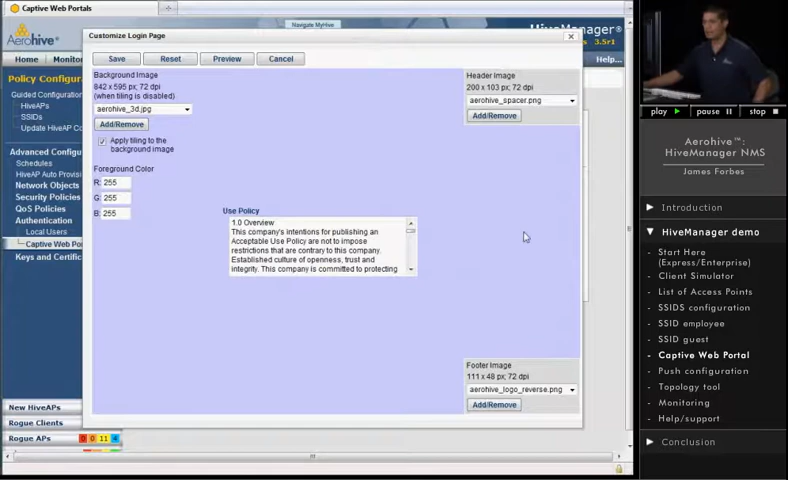 Captive Web Portals
Navigate MyHive
Aerohive
NETWORKS
HiveManager
3.5r1
Customize Login Page
Home
Monito
Help...
Save
Reset
Preview
Cancel
play
pause
stop
Policy Configur
Guided Configuration
HiveAPs
SSIDs
Update HiveAP Co
Background Image
842 x 595 px; 72 dpi
(when tiling is disabled)
aerohive_3d.jpg
Add/Remove
Apply tiling to the
background image
Foreground Color
R: 255
G: 255
B: 255
Header Image
200 x 103 px; 72 dpi
aerohive_spacer.png
Add/Remove
Advanced Configur
Schedules
HiveAP Auto Provisi
Network Objects
Security Policies
QoS Policies
Authentication
Local Users
Captive Web Por
Keys and Certific
Use Policy
1.0 Overview
This company's intentions for publishing an
Acceptable Use Policy are not to impose
restrictions that are contrary to this company.
Established culture of openness, trust and
integrity. This company is committed to protecting
Footer Image
111 x 48 px; 72 dpi
aerohive_logo_reverse.png
Add/Remove
New HiveAPs
Rogue Clients
Rogue APs
0 0 11 4
Aerohive™:
HiveManager NMS
James Forbes
Introduction
HiveManager demo
- Start Here
(Express/Enterprise)
- Client Simulator
- List of Access Points
- SSIDS configuration
- SSID employee
- SSID guest
- Captive Web Portal
- Push configuration
- Topology tool
- Monitoring
- Help/support
Conclusion